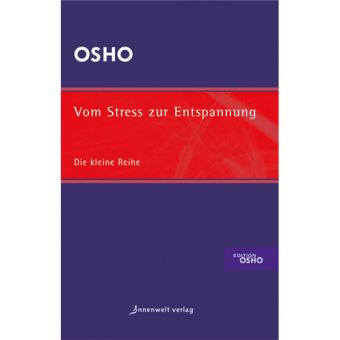 OSHO
Vom Stress zur Entspannung
Die kleine Reihe
EDITION
OSHO
innenwelt verlag